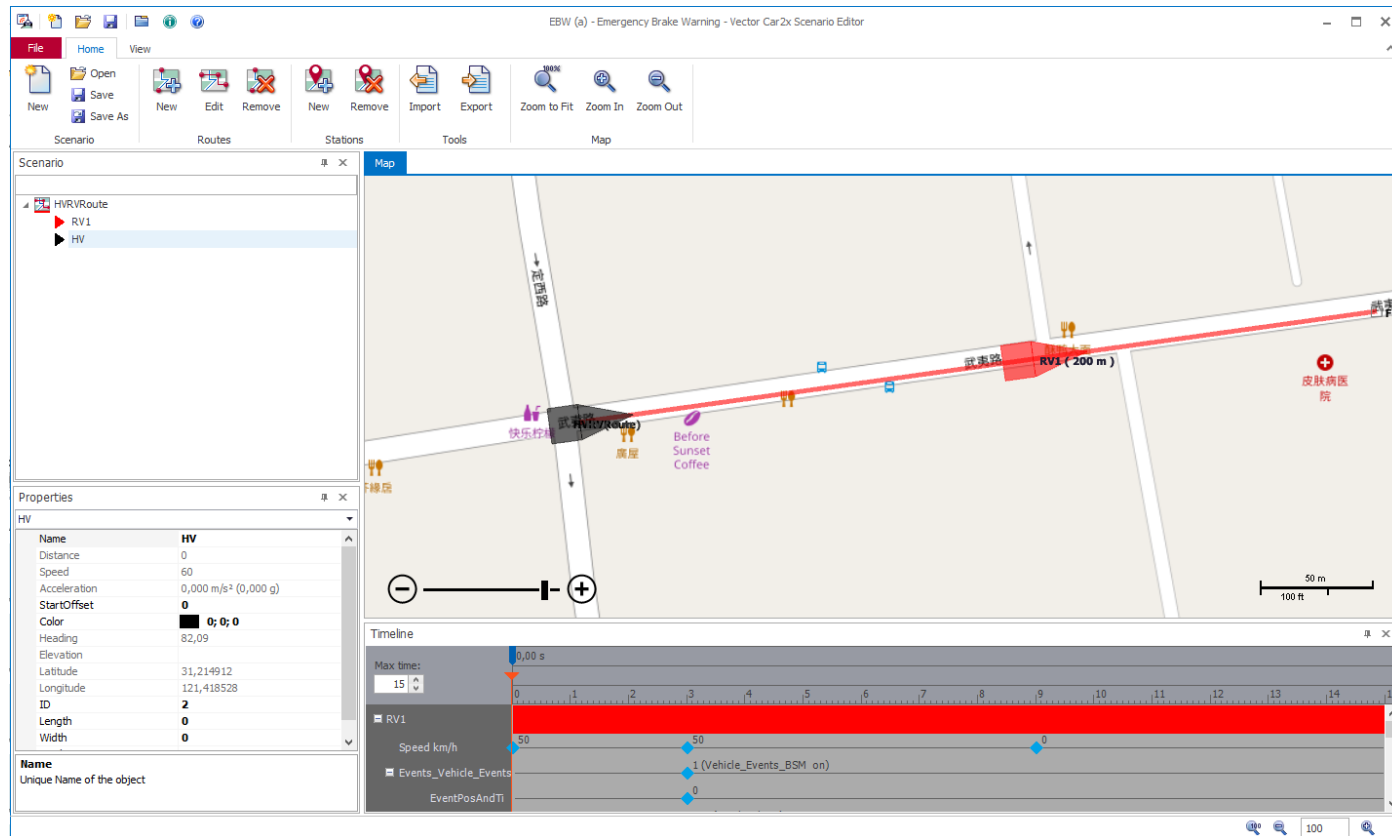 EBW (a) - Emergency Brake Warning - Vector Car2x Scenario Editor
File
Home
View
New
Open
Save
Save As
Scenario
New
Edit
Remove
Routes
New
Remove
Stations
Import
Export
Tools
100%
Zoom to Fit
Zoom In
Zoom Out
Map
Scenario
HVRVRoute
RV1
HV
Properties
HV
Name HV
Distance 0
Speed 60
Acceleration 0,000 m/s² (0,000 g)
StartOffset 0
Color 0; 0; 0
Heading 82,09
Elevation
Latitude 31,214912
Longitude 121,418528
ID 2
Length 0
Width 0
Name
Unique Name of the object
Map
定西路
武夷路
RV1 ( 200 m )
皮肤病医
院
快乐柠檬
廣屋
Before
Sunset
Coffee
50 m
100 ft
Timeline
Max time:
15
0,00 s
0 1 2 3 4 5 6 7 8 9 10 11 12 13 14
RV1
Speed km/h 50 50 0
Events_Vehicle_Events 1 (Vehicle_Events_BSM on)
EventPosAndTi 0
100